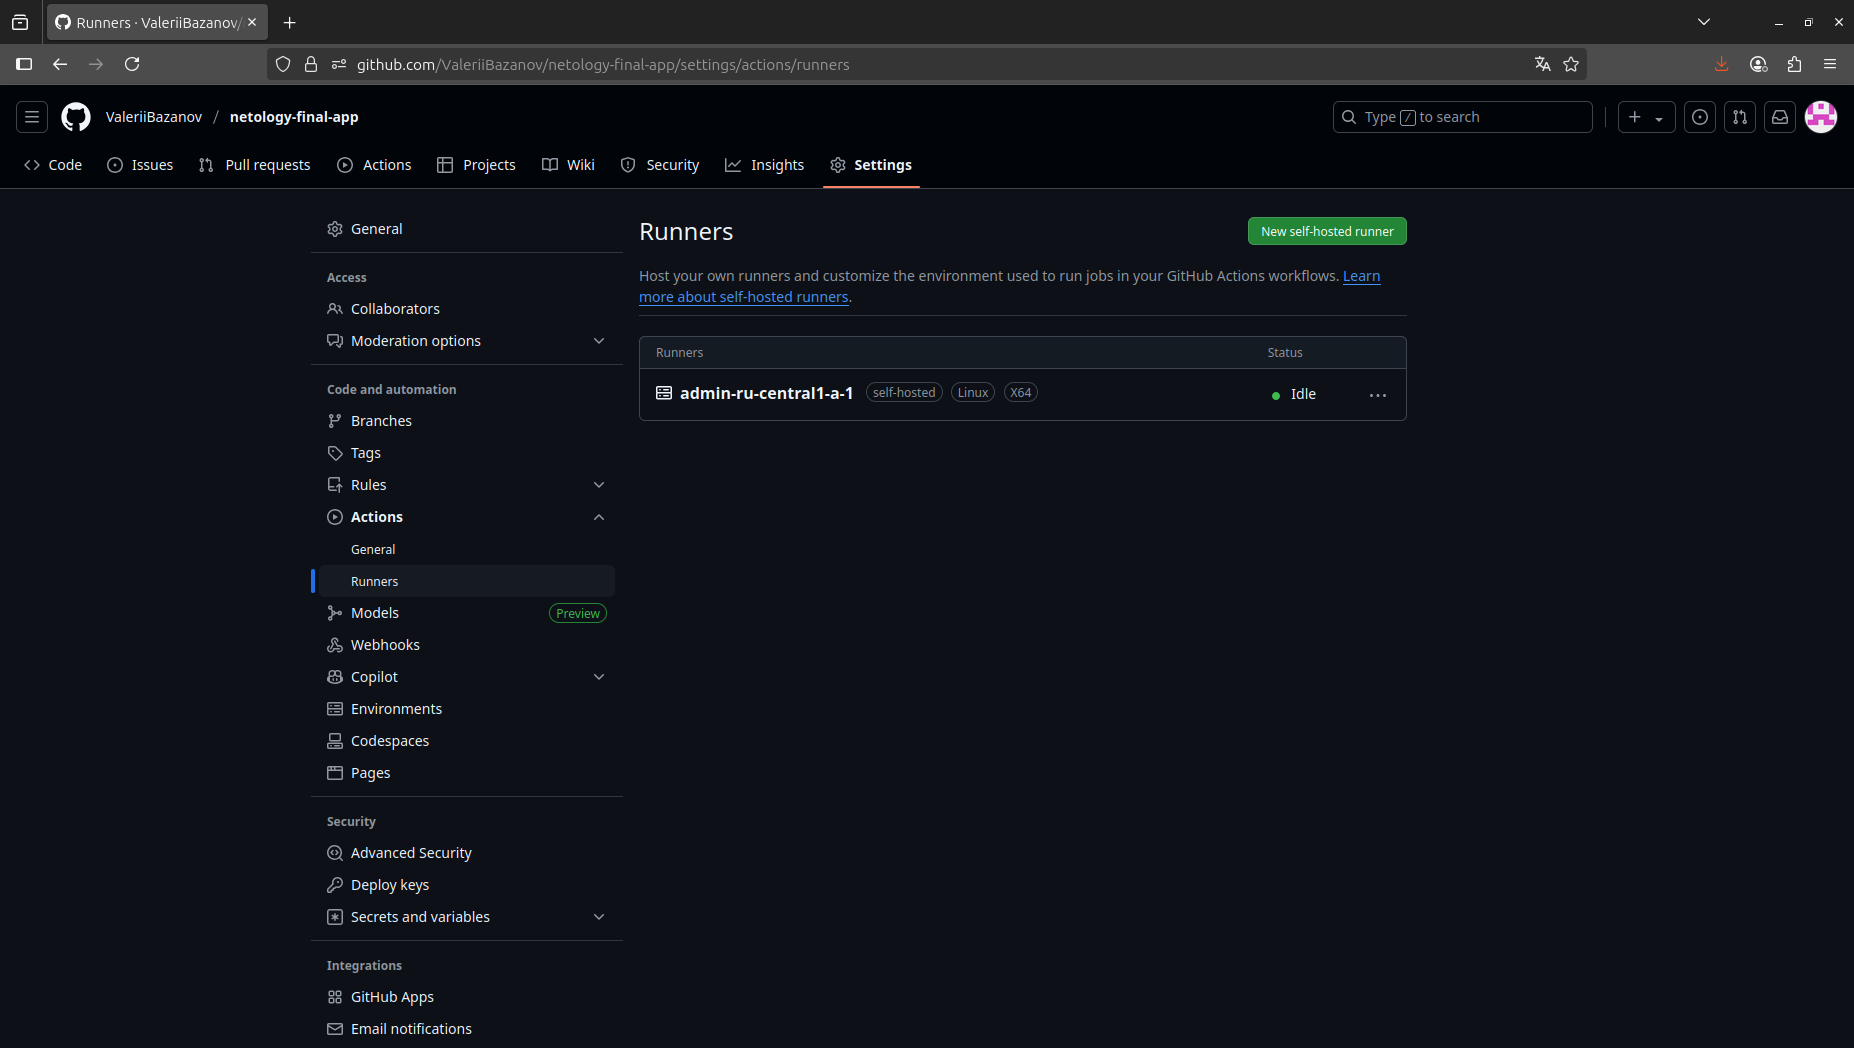 Runners · ValeriiBazanov/
github.com/ValeriiBazanov/netology-final-app/settings/actions/runners
ValeriiBazanov / netology-final-app
Type / to search
Code
Issues
Pull requests
Actions
Projects
Wiki
Security
Insights
Settings
General
Access
Collaborators
Moderation options
Code and automation
Branches
Tags
Rules
Actions
General
Runners
Models
Preview
Webhooks
Copilot
Environments
Codespaces
Pages
Security
Advanced Security
Deploy keys
Secrets and variables
Integrations
GitHub Apps
Email notifications
Runners
New self-hosted runner
Host your own runners and customize the environment used to run jobs in your GitHub Actions workflows. Learn
more about self-hosted runners.
Runners
Status
admin-ru-central1-a-1
self-hosted
Linux
X64
Idle